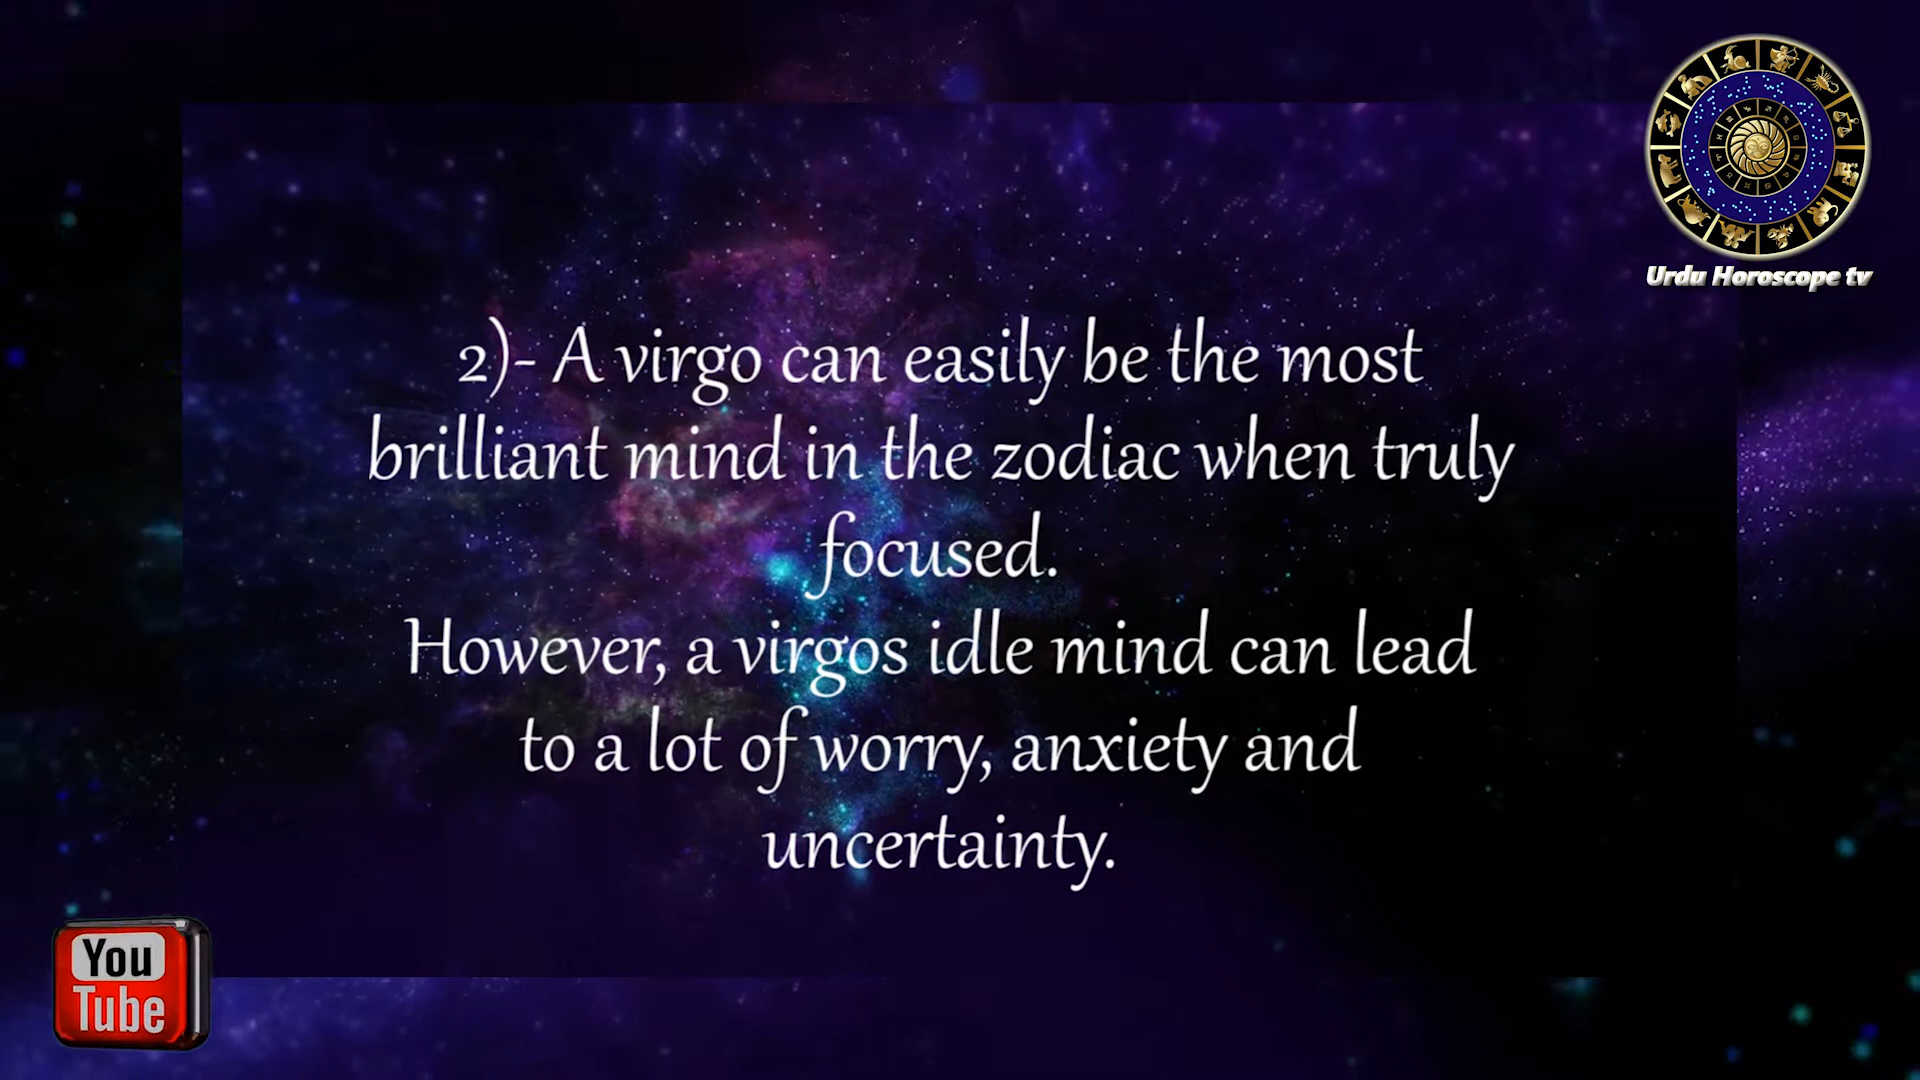 Urdu Horoscope tv
2)- A virgo can easily be the most
brilliant mind in the zodiac when truly
focused.
However, a virgos idle mind can lead
to a lot of worry, anxiety and
uncertainty.
You
Tube